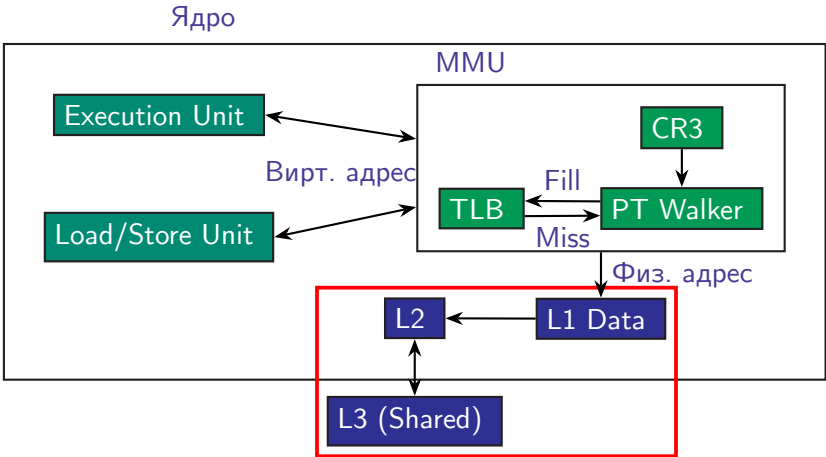 Ядро
MMU
Execution Unit
CR3
Вирт. адрес
Fill
TLB
PT Walker
Load/Store Unit
Miss
Физ. адрес
L2
L1 Data
L3 (Shared)